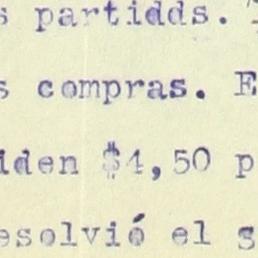 s partidds.
s compras. E
iden $4,50 p
esolvió el s